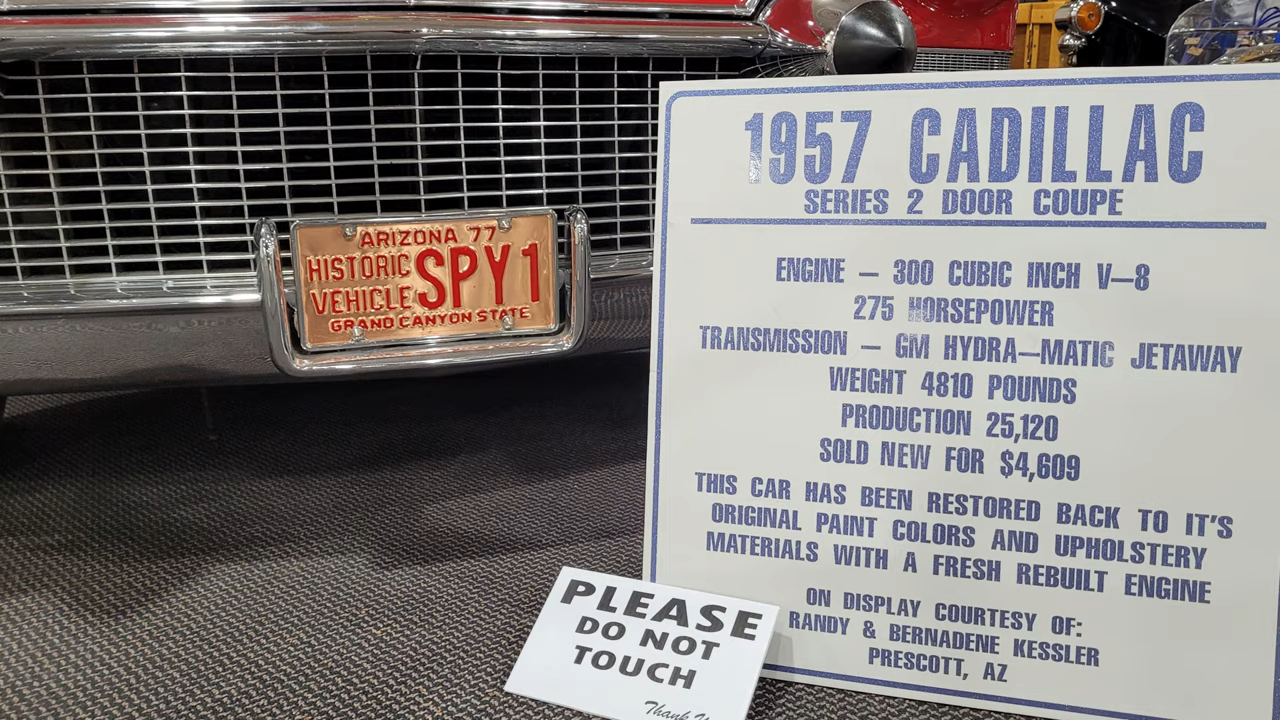 ARIZONA 77
HISTORIC
VEHICLE
SPY1
GRAND CANYON STATE
1957 CADILLAC
SERIES 2 DOOR COUPE
ENGINE – 300 CUBIC INCH V–8
275 HORSEPOWER
TRANSMISSION – GM HYDRA–MATIC JETAWAY
WEIGHT 4810 POUNDS
PRODUCTION 25,120
SOLD NEW FOR $4,609
THIS CAR HAS BEEN RESTORED BACK TO IT'S
ORIGINAL PAINT COLORS AND UPHOLSTERY
MATERIALS WITH A FRESH REBUILT ENGINE
ON DISPLAY COURTESY OF:
RANDY & BERNADENE KESSLER
PRESCOTT, AZ
PLEASE
DO NOT
TOUCH
Thank